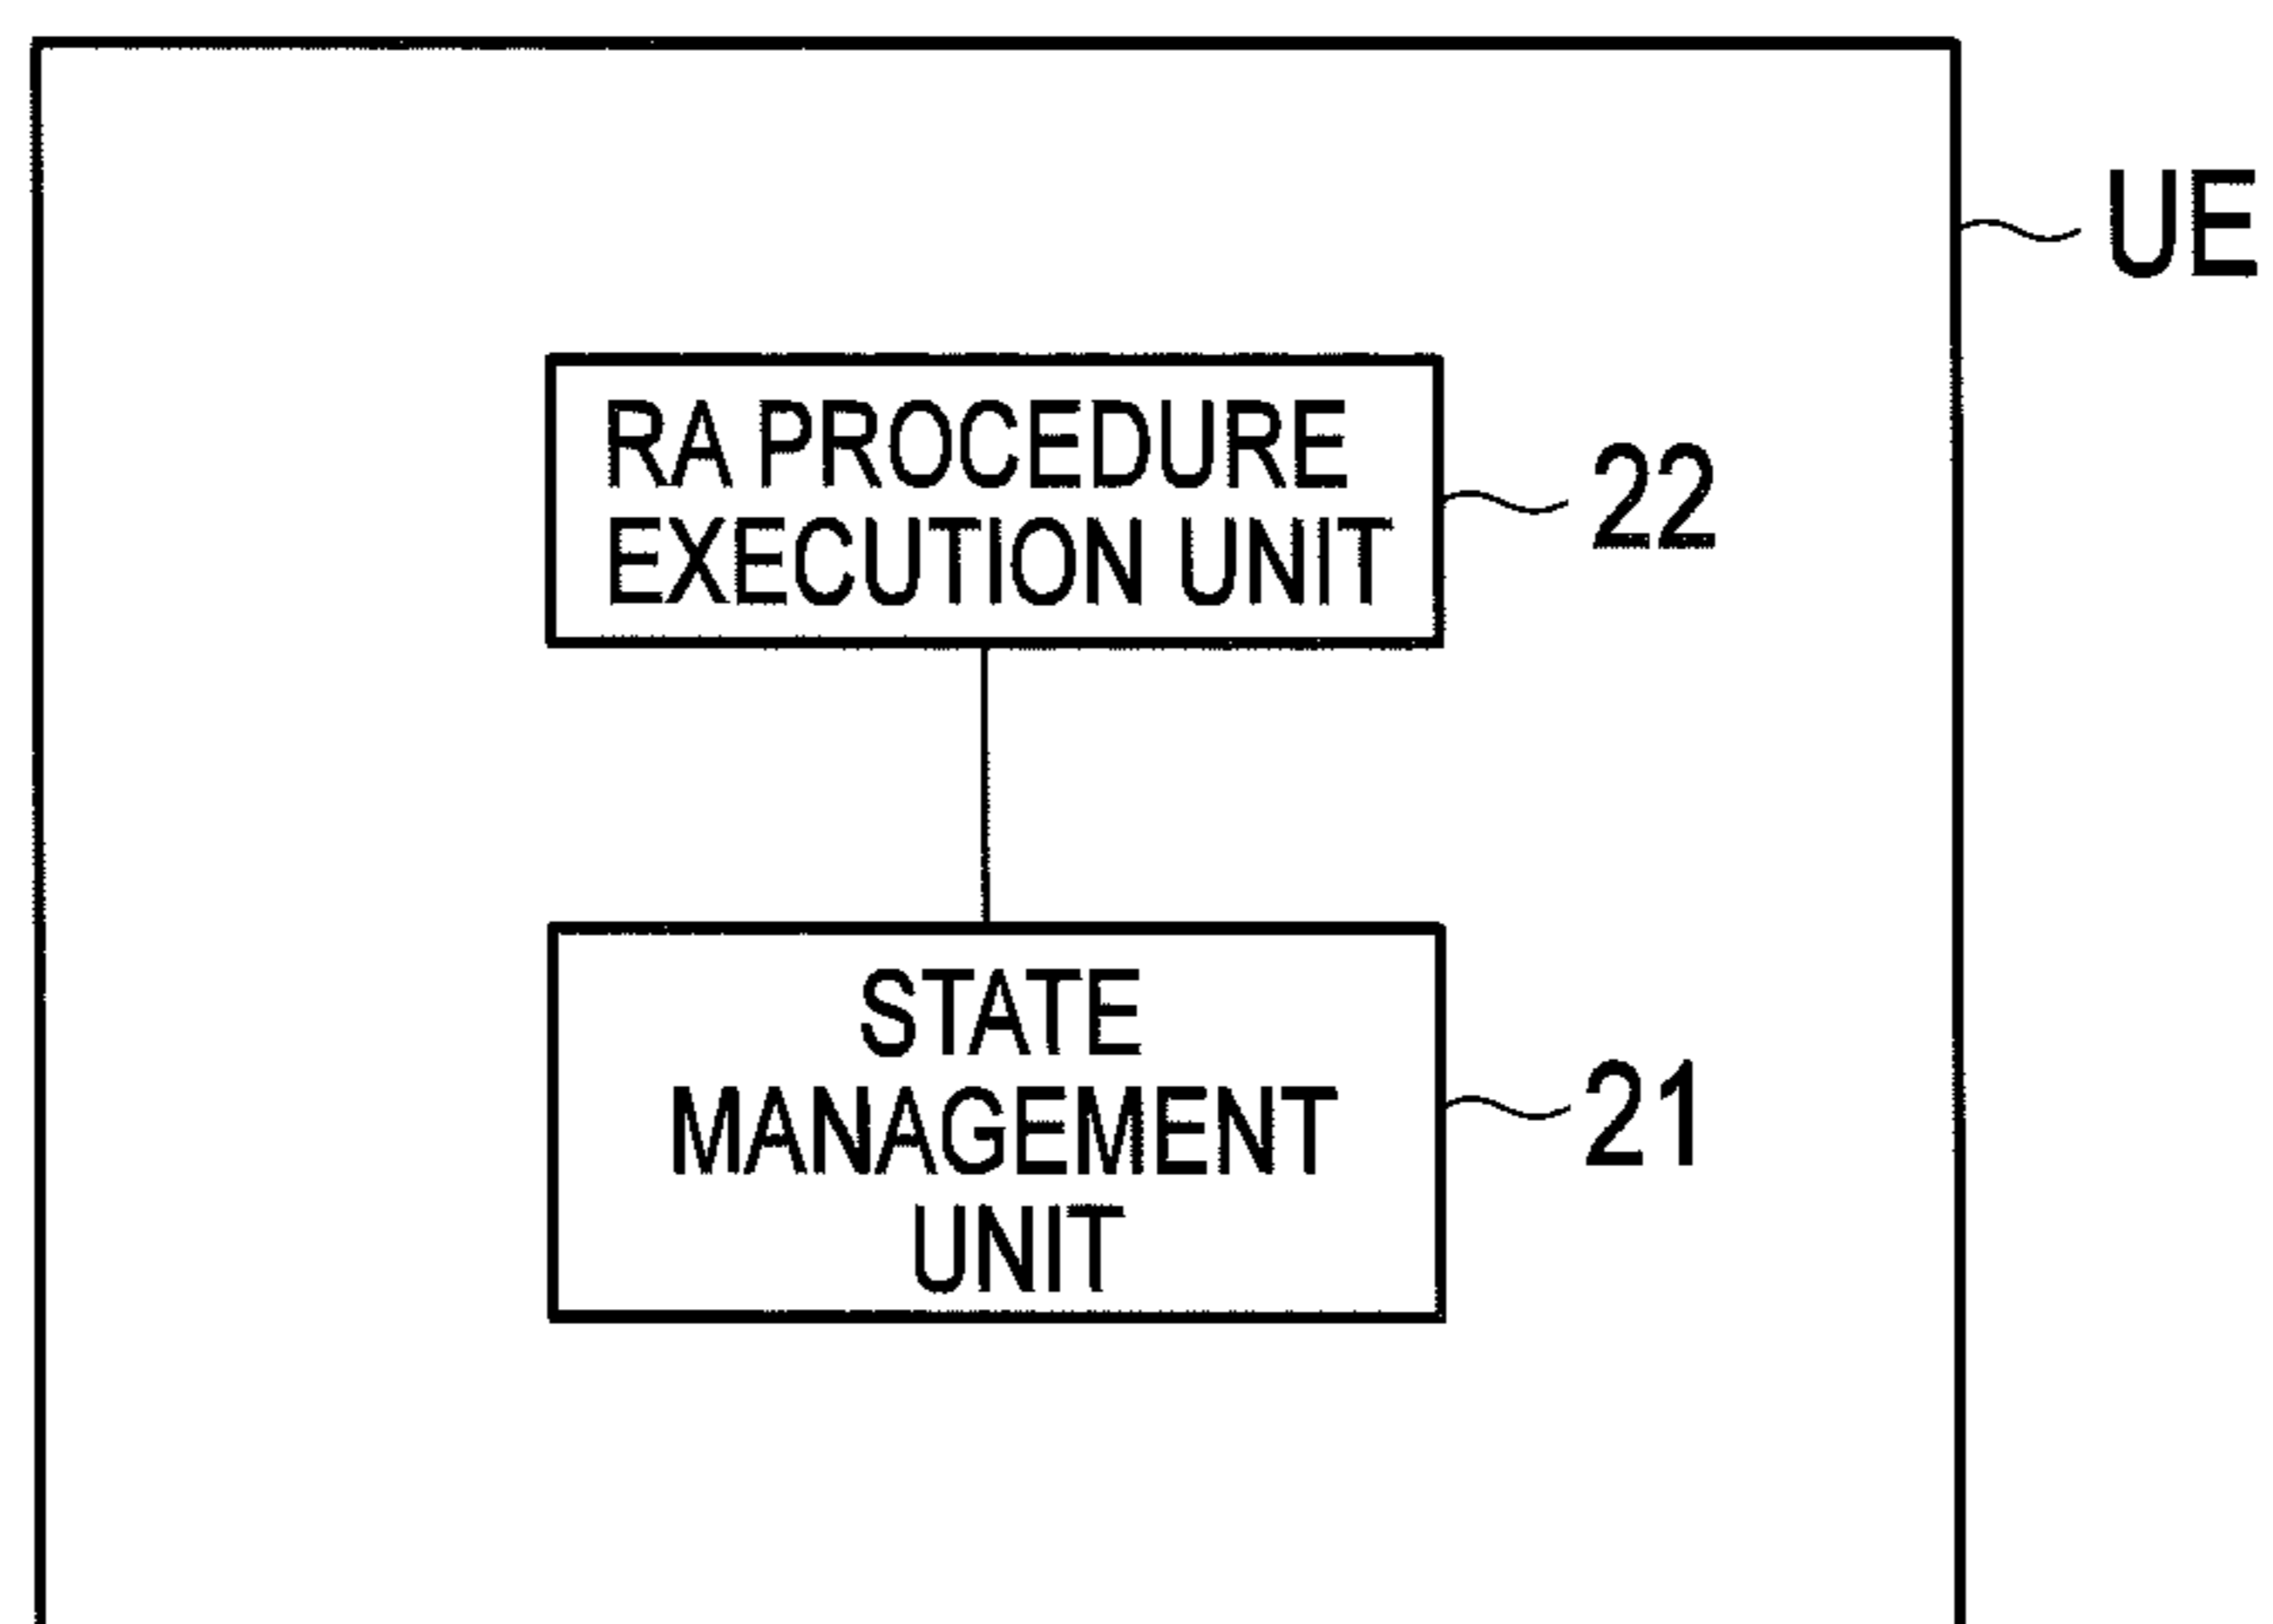 UE
RA PROCEDURE
EXECUTION UNIT
22
STATE
MANAGEMENT
UNIT
21